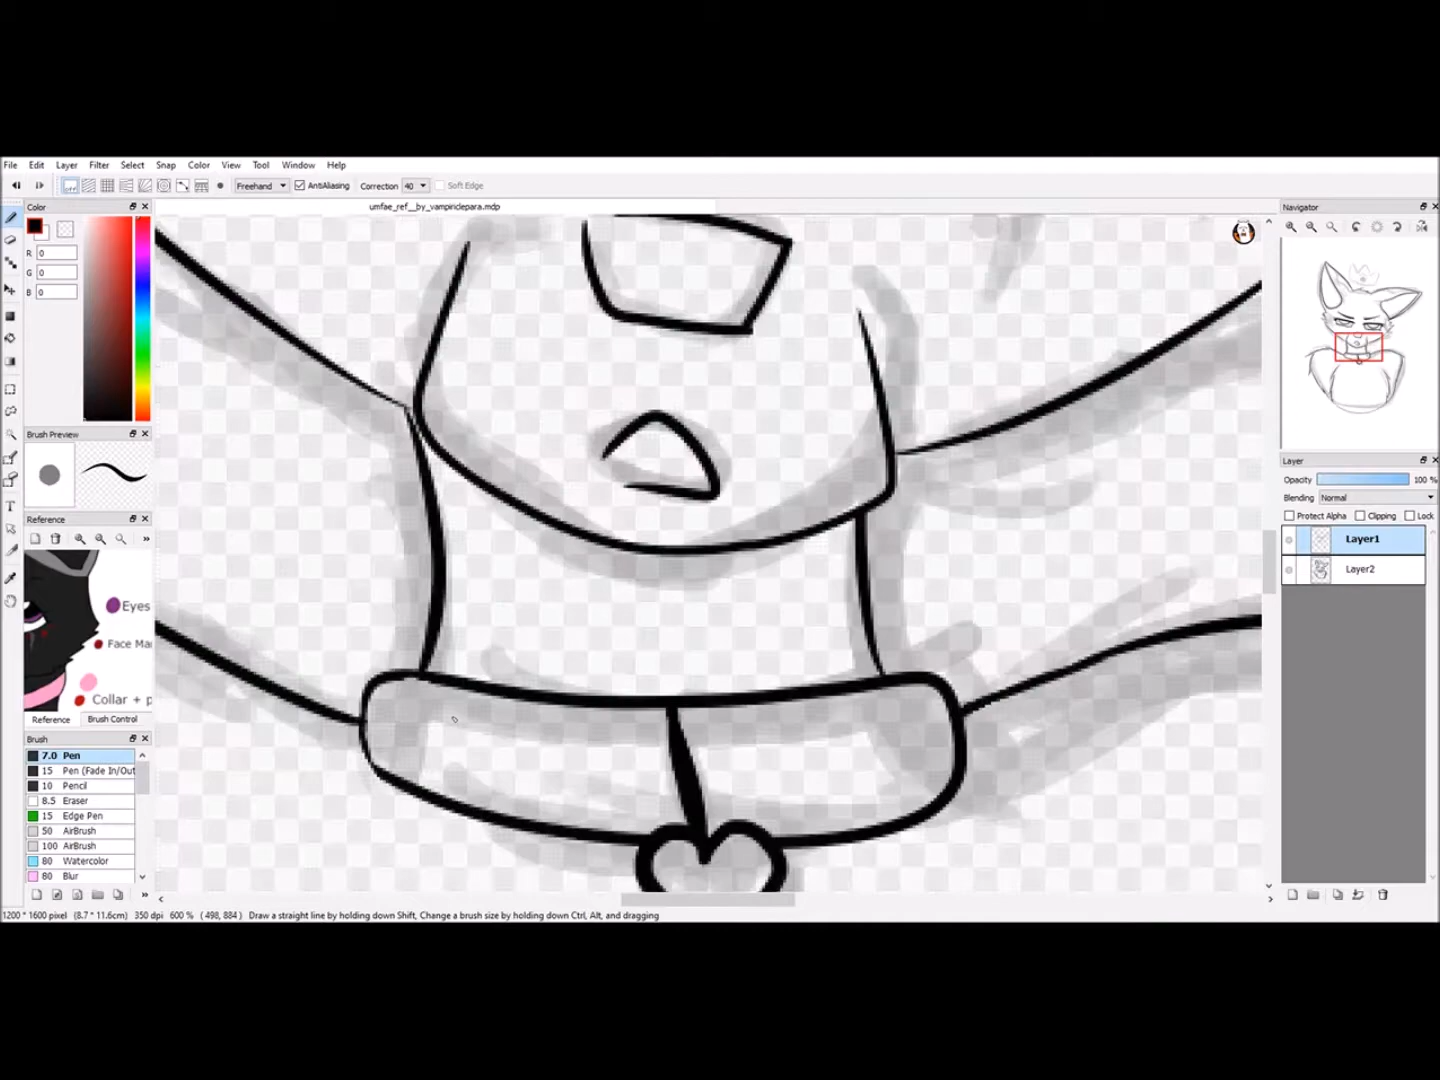 File Edit Layer Filter Select Snap Color View Tool Window Help
Freehand AntiAliasing Correction 40 Soft Edge
Color
umfae_ref__by_vampiriclepara.mdp
Navigator
R 0
G 0
B 0
Brush Preview
Layer
Opacity 100 %
Blending Normal
Protect Alpha Clipping Lock
Reference
Layer1
Layer2
Eyes
Face Ma
Collar + p
Reference Brush Control
Brush
7.0 Pen
15 Pen (Fade In/Out
10 Pencil
8.5 Eraser
15 Edge Pen
50 AirBrush
100 AirBrush
80 Watercolor
80 Blur
1200 * 1600 pixel (8.7 * 11.6cm) 350 dpi 600 % ( 498, 884 ) Draw a straight line by holding down Shift, Change a brush size by holding down Ctrl, Alt, and dragging